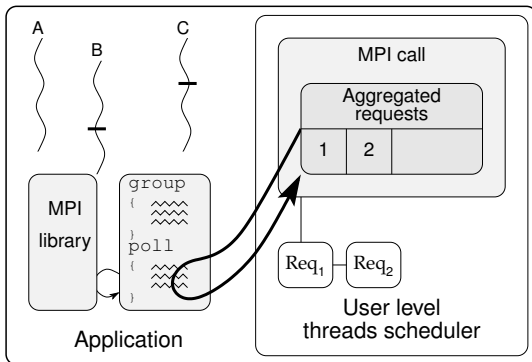 A
B
C
MPI
library
group
{
}
poll
{
}
Application
MPI call
Aggregated
requests
1 2
Req1 Req2
User level
threads scheduler